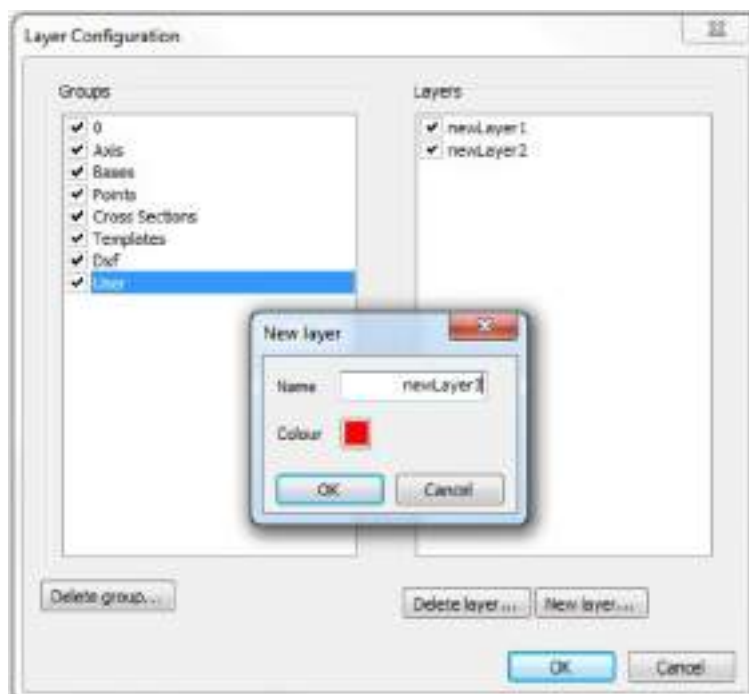 Layer Configuration
Groups
0
Axis
Bases
Points
Cross Sections
Templates
Dxf
User
Delete group...
Layers
newLayer1
newLayer2
Delete layer...
New layer...
New layer
Name
newLayer3
Colour
OK
Cancel
OK
Cancel